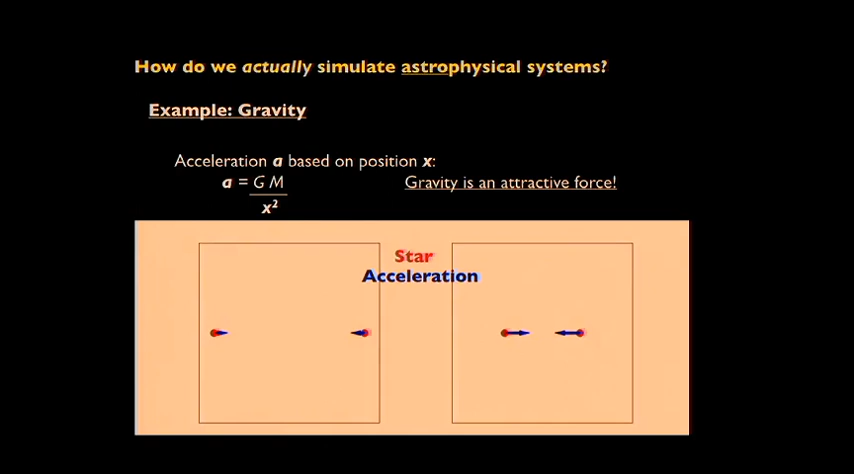 How do we actually simulate astrophysical systems?
Example: Gravity
Acceleration a based on position x:
a = G M
x²
Gravity is an attractive force!
Star
Acceleration